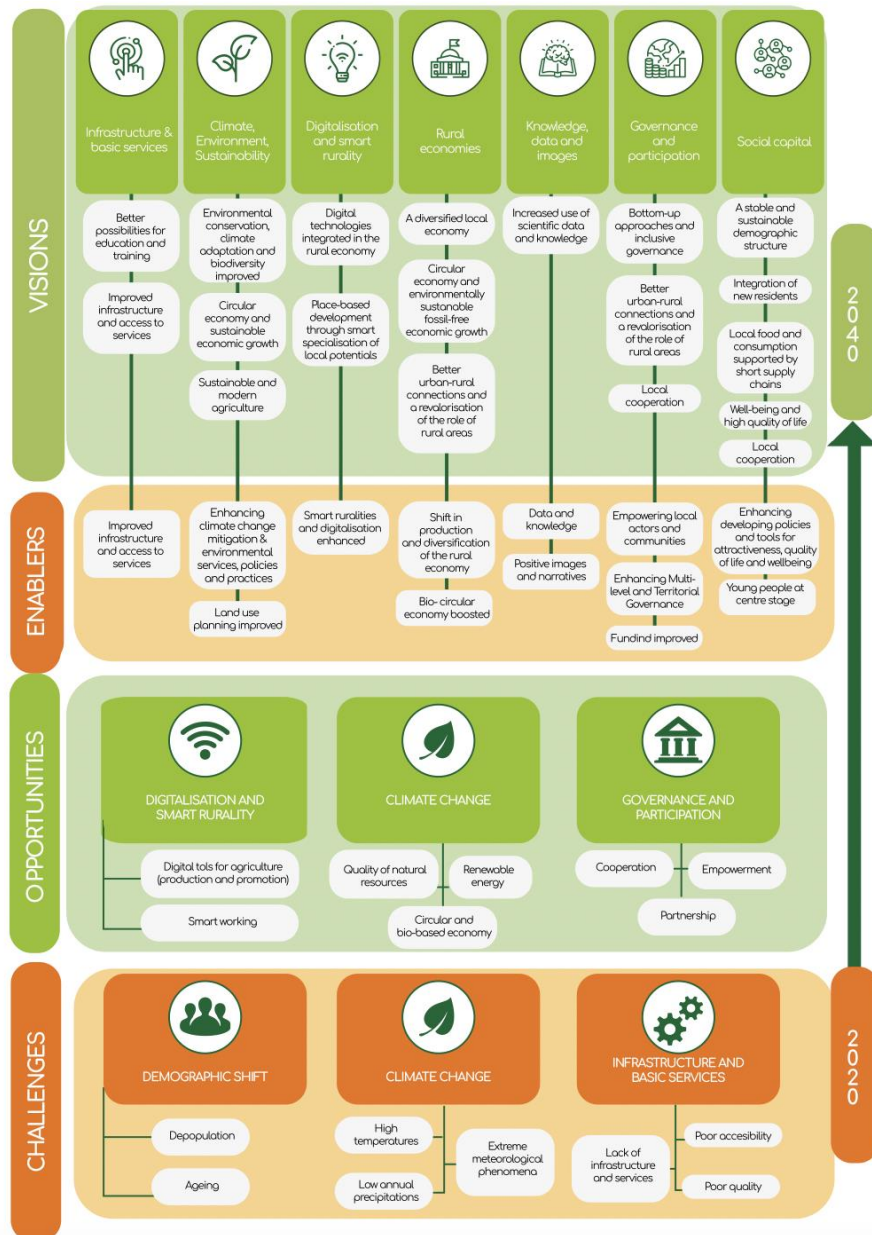 VISIONS
Infrastructure &
basic services
Better
possibilities for
education and
training
Improved
infrastructure
and access to
services
Climate,
Environment,
Sustainability
Environmental
conservation,
climate
adaptation and
biodiversity
improved
Circular
economy and
sustainable
economic growth
Sustainable and
modern
agriculture
Digitalisation
and smart
rurality
Digital
technologies
integrated in the
rural economy
Place-based
development
through smart
specialisation of
local potentials
Rural
economies
A diversified local
economy
Circular
economy and
environmentally
sustanable
fossil-free
economic growth
Better
urban-rural
connections and
a revalorisation
of the role of
rural areas
Knowledge,
data and
images
Increased use of
scientific data
and knowledge
Governance
and
participation
Bottom-up
approaches and
inclusive
governance
Better
urban-rural
connections and
a revalorisation
of the role of
rural areas
Local
cooperation
Social capital
A stable and
sustainable
demographic
structure
Integration of
new residents
Local food and
consumption
supported by
short supply
chains
Well-being and
high quality of life
Local
cooperation
2040
ENABLERS
Improved
infrastructure
and access to
services
Enhancing
climate change
mitigation &
environmental
services, policies
and practices
Land use
planning improved
Smart ruralities
and digitalisation
enhanced
Shift in
production
and diversification
of the rural
economy
Bio- circular
economy boosted
Data and
knowledge
Positive images
and narratives
Empowering local
actors and
communities
Enhancing Multi-
level and Territorial
Governance
Fundind improved
Enhancing
developing policies
and tools for
attractiveness, quality
of life and wellbeing
Young people at
centre stage
OPPORTUNITIES
DIGITALISATION AND
SMART RURALITY
Digital tols for agriculture
(production and promotion)
Smart working
CLIMATE CHANGE
Quality of natural
resources
Renewable
energy
Circular and
bio-based economy
GOVERNANCE AND
PARTICIPATION
Cooperation
Empowerment
Partnership
CHALLENGES
DEMOGRAPHIC SHIFT
Depopulation
Ageing
CLIMATE CHANGE
High
temperatures
Low annual
precipitations
Extreme
meteorological
phenomena
INFRASTRUCTURE AND
BASIC SERVICES
Lack of
infrastructure
and services
Poor accesibility
Poor quality
2020